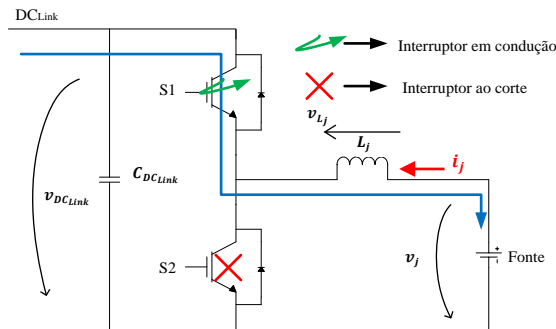 DCLink
S1
Interruptor em condução
Interruptor ao corte
vLj
Lj
ij
vDCLink
CDCLink
S2
vj
Fonte